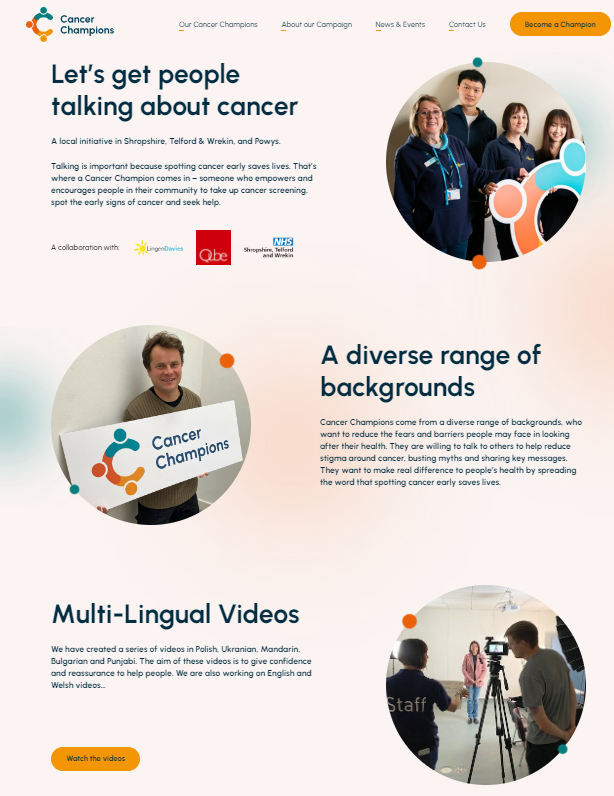 Cancer
Champions
Our Cancer Champions
About our Campaign
News & Events
Contact Us
Become a Champion
Let's get people
talking about cancer
A local initiative in Shropshire, Telford & Wrekin, and Powys.
Talking is important because spotting cancer early saves lives. That's
where a Cancer Champion comes in – someone who empowers and
encourages people in their community to take up cancer screening,
spot the early signs of cancer and seek help.
A collaboration with:
LingenDavies
Qube
NHS
Shropshire, Telford
and Wrekin
Cancer
Champions
A diverse range of
backgrounds
Cancer Champions come from a diverse range of backgrounds, who
want to reduce the fears and barriers people may face in looking
after their health. They are willing to talk to others to help reduce
stigma around cancer, busting myths and sharing key messages.
They want to make real difference to people's health by spreading
the word that spotting cancer early saves lives.
Multi-Lingual Videos
We have created a series of videos in Polish, Ukranian, Mandarin,
Bulgarian and Punjabi. The aim of these videos is to give confidence
and reassurance to help people. We are also working on English and
Welsh videos...
Staff
Watch the videos